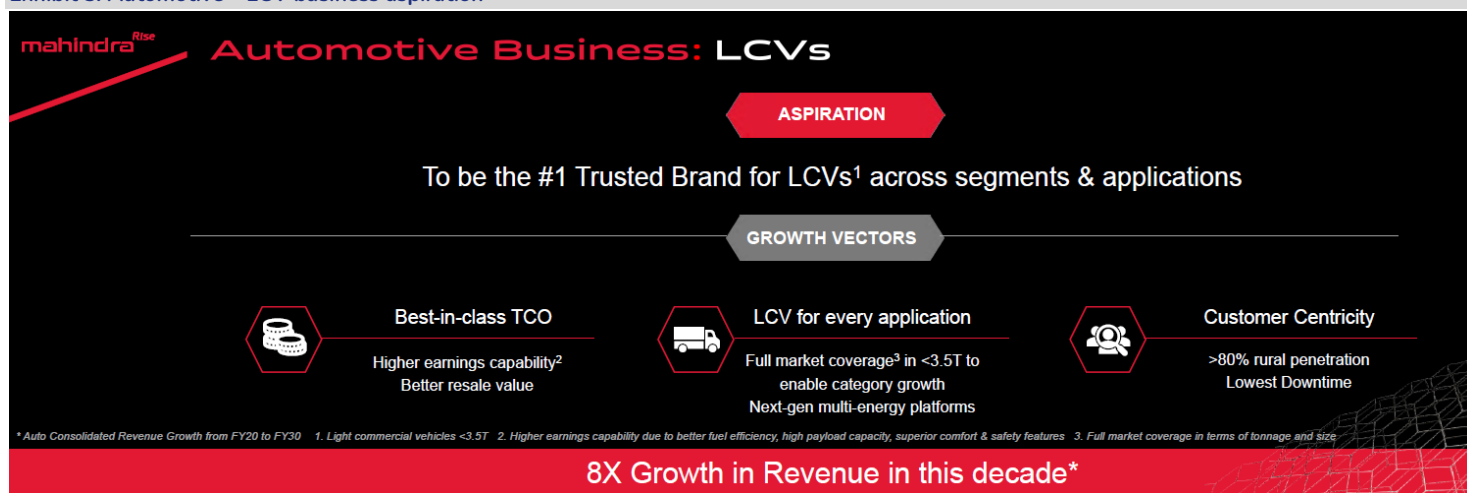 Automotive – LCV business aspiration
mahindra Rise
Automotive Business: LCVs
ASPIRATION
To be the #1 Trusted Brand for LCVs¹ across segments & applications
GROWTH VECTORS
Best-in-class TCO
Higher earnings capability²
Better resale value
LCV for every application
Full market coverage³ in <3.5T to
enable category growth
Next-gen multi-energy platforms
Customer Centricity
>80% rural penetration
Lowest Downtime
* Auto Consolidated Revenue Growth from FY20 to FY30 1. Light commercial vehicles <3.5T 2. Higher earnings capability due to better fuel efficiency, high payload capacity, superior comfort & safety features 3. Full market coverage in terms of tonnage and size
8X Growth in Revenue in this decade*